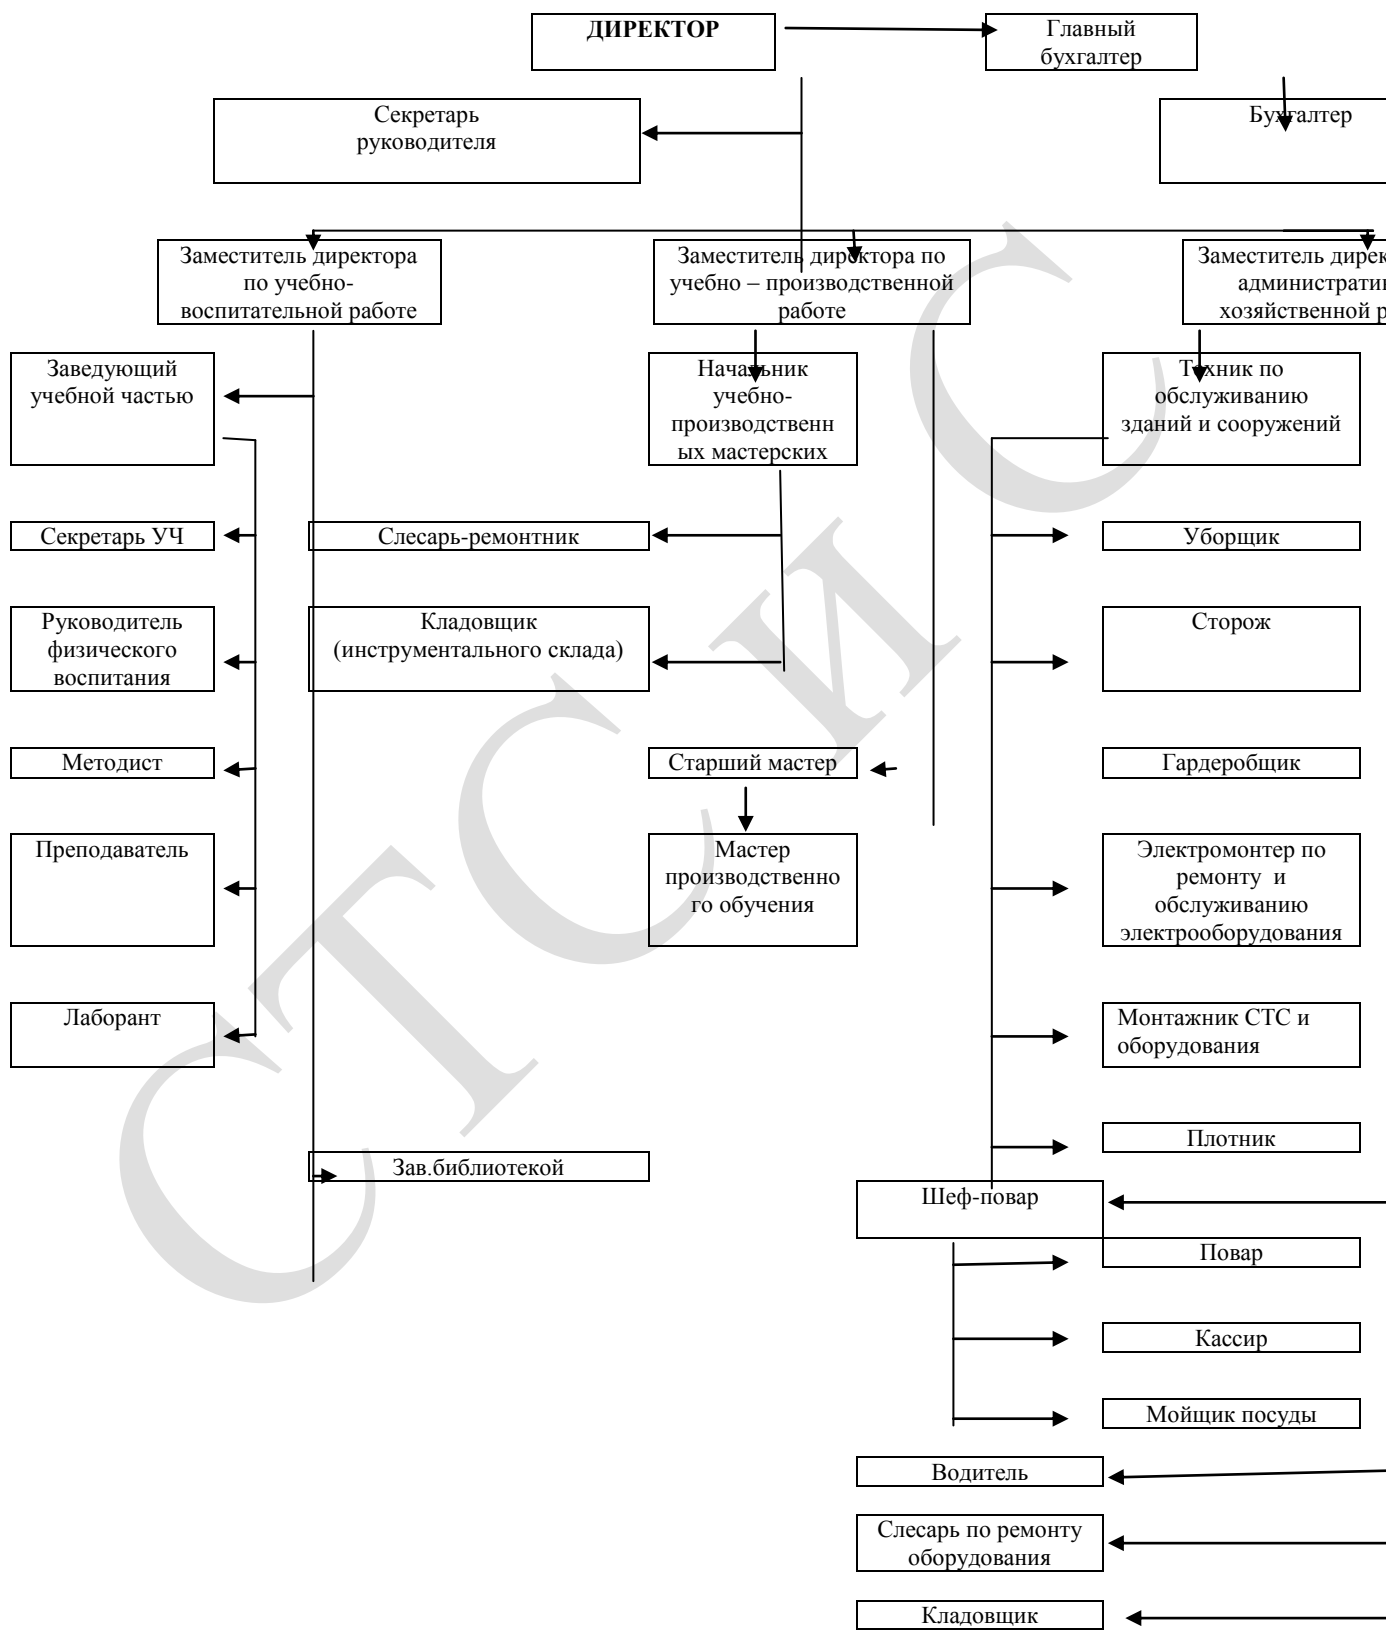 ДИРЕКТОР
Главный
бухгалтер
Секретарь
руководителя
Бухгалтер
Заместитель директора
по учебно-
воспитательной работе
Заместитель директора по
учебно – производственной
работе
Заместитель дирек
административ
хозяйственной р
Заведующий
учебной частью
Начальник
учебно-
производственн
ых мастерских
Техник по
обслуживанию
зданий и сооружений
Секретарь УЧ
Слесарь-ремонтник
Уборщик
Руководитель
физического
воспитания
Кладовщик
(инструментального склада)
Сторож
Методист
Старший мастер
Гардеробщик
Преподаватель
Мастер
производственно
го обучения
Электромонтер по
ремонту и
обслуживанию
электрооборудования
Лаборант
Монтажник СТС и
оборудования
Плотник
Зав.библиотекой
Шеф-повар
Повар
Кассир
Мойщик посуды
Водитель
Слесарь по ремонту
оборудования
Кладовщик
СТС и С